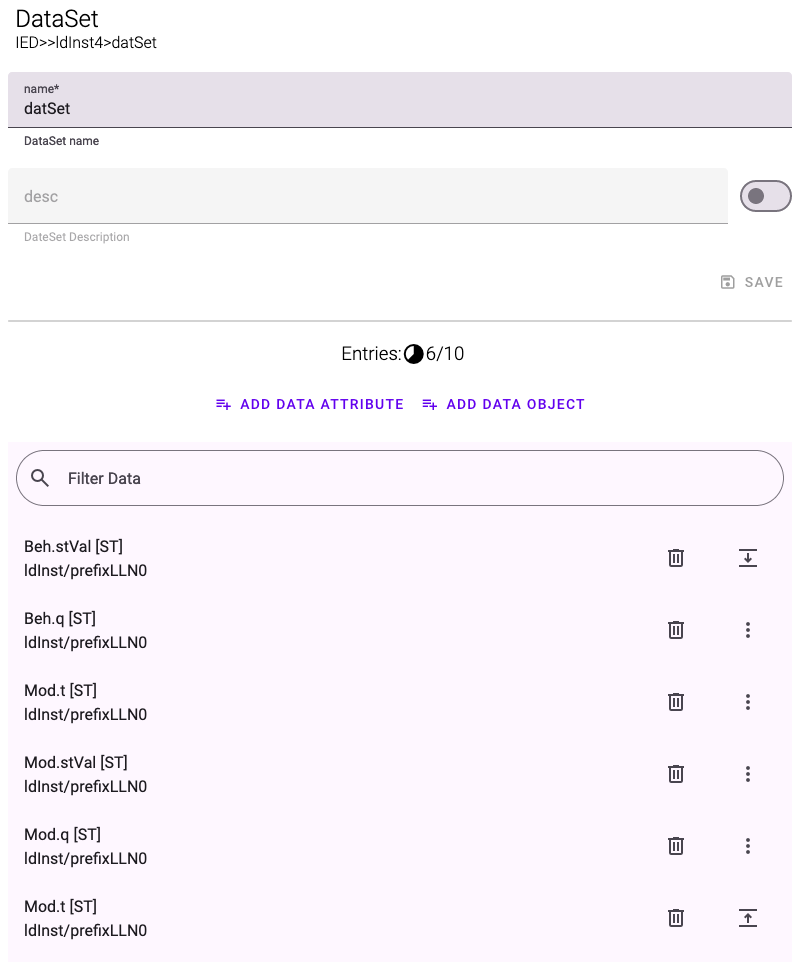 DataSet
IED>>ldInst4>datSet
name*
datSet
DataSet name
desc
DateSet Description
SAVE
Entries: 6/10
ADD DATA ATTRIBUTE ADD DATA OBJECT
Filter Data
Beh.stVal [ST]
ldInst/prefixLLN0
Beh.q [ST]
ldInst/prefixLLN0
Mod.t [ST]
ldInst/prefixLLN0
Mod.stVal [ST]
ldInst/prefixLLN0
Mod.q [ST]
ldInst/prefixLLN0
Mod.t [ST]
ldInst/prefixLLN0